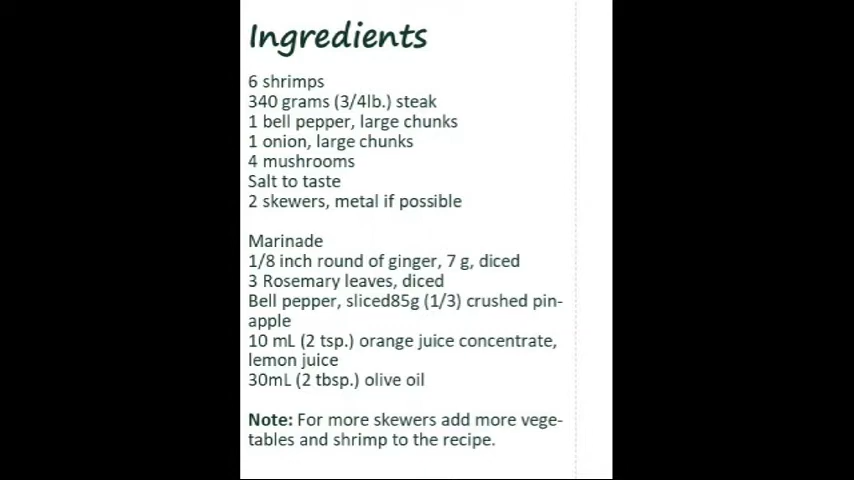 Ingredients
6 shrimps
340 grams (3/4lb.) steak
1 bell pepper, large chunks
1 onion, large chunks
4 mushrooms
Salt to taste
2 skewers, metal if possible
Marinade
1/8 inch round of ginger, 7 g, diced
3 Rosemary leaves, diced
Bell pepper, sliced85g (1/3) crushed pin-
apple
10 mL (2 tsp.) orange juice concentrate,
lemon juice
30mL (2 tbsp.) olive oil
Note: For more skewers add more vege-
tables and shrimp to the recipe.